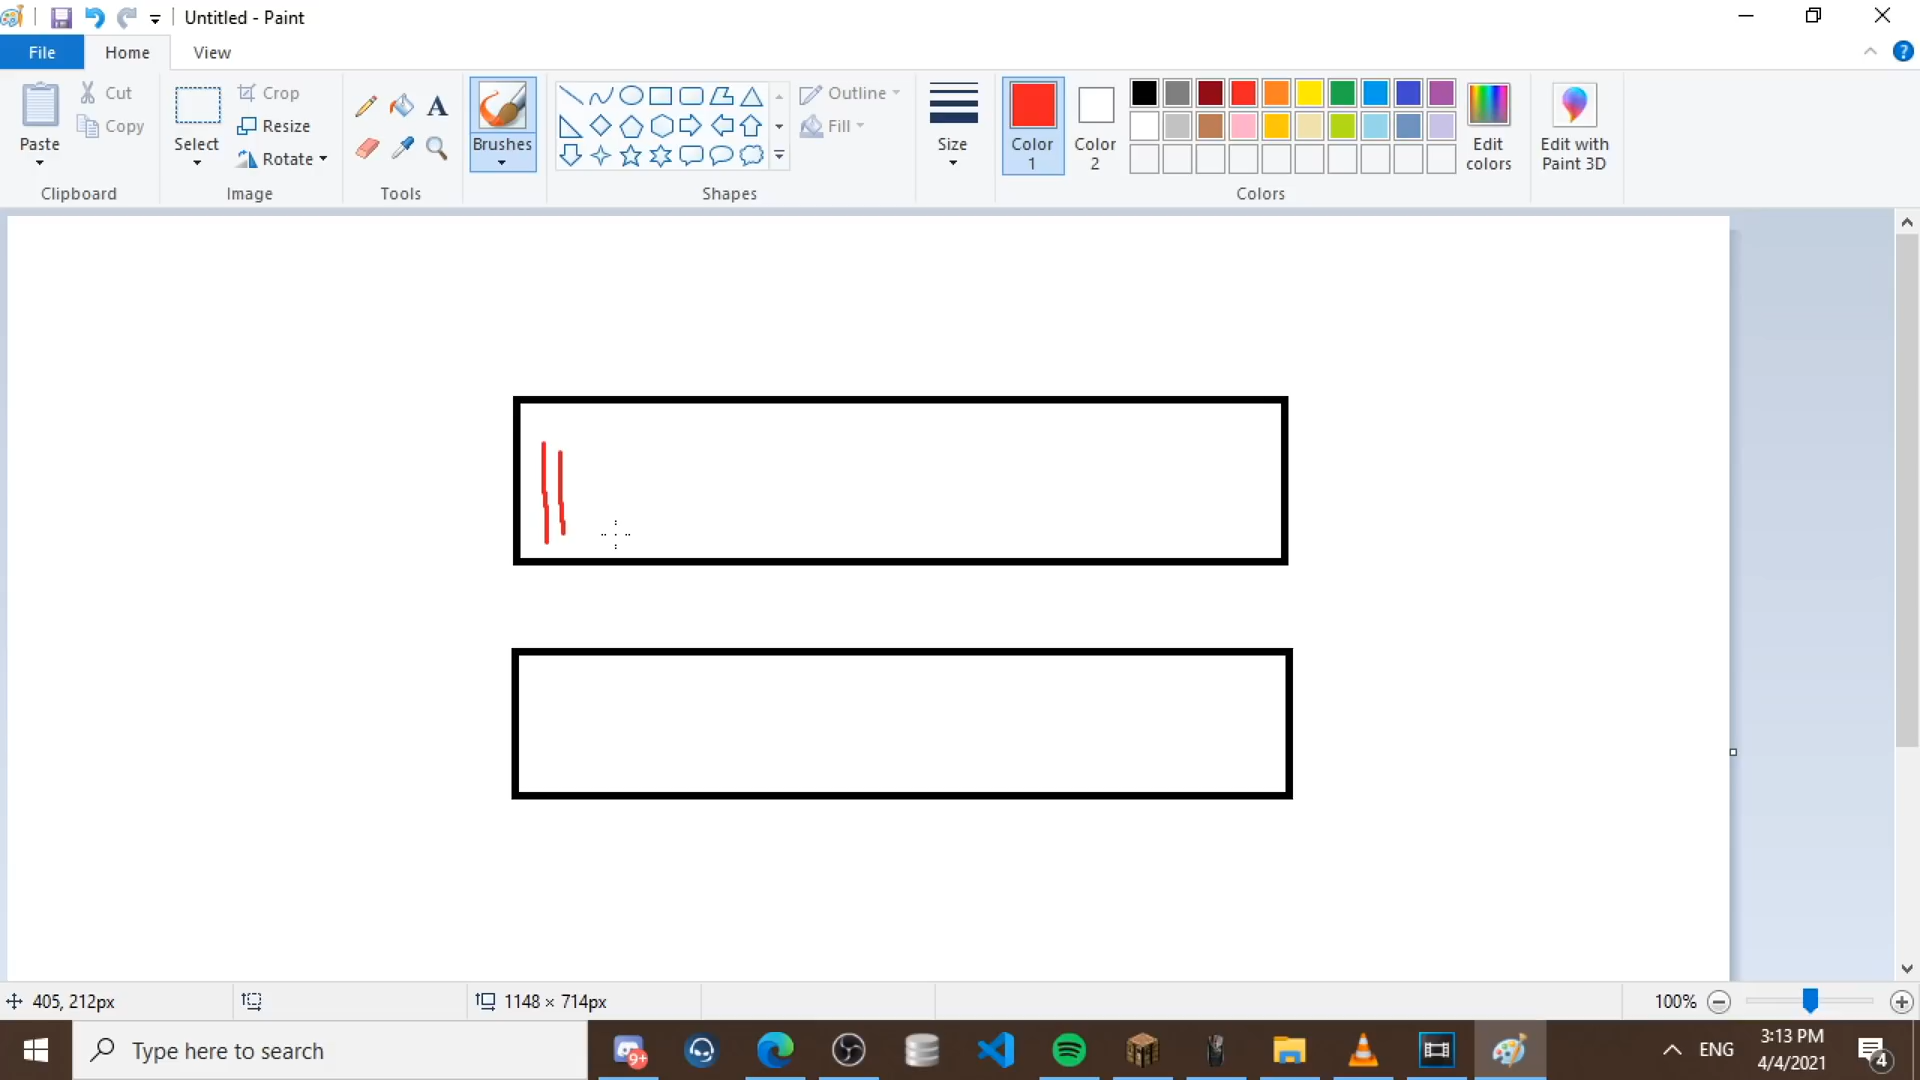 Untitled - Paint
File Home View
Paste
Cut
Copy
Clipboard
Select
Crop
Resize
Rotate
Image
A
Tools
Brushes
Outline
Fill
Shapes
Size
Color 1
Color 2
Edit colors
Colors
Edit with Paint 3D
?
405, 212px
1148 × 714px
100%
Type here to search
9+
ENG
3:13 PM
4/4/2021
4